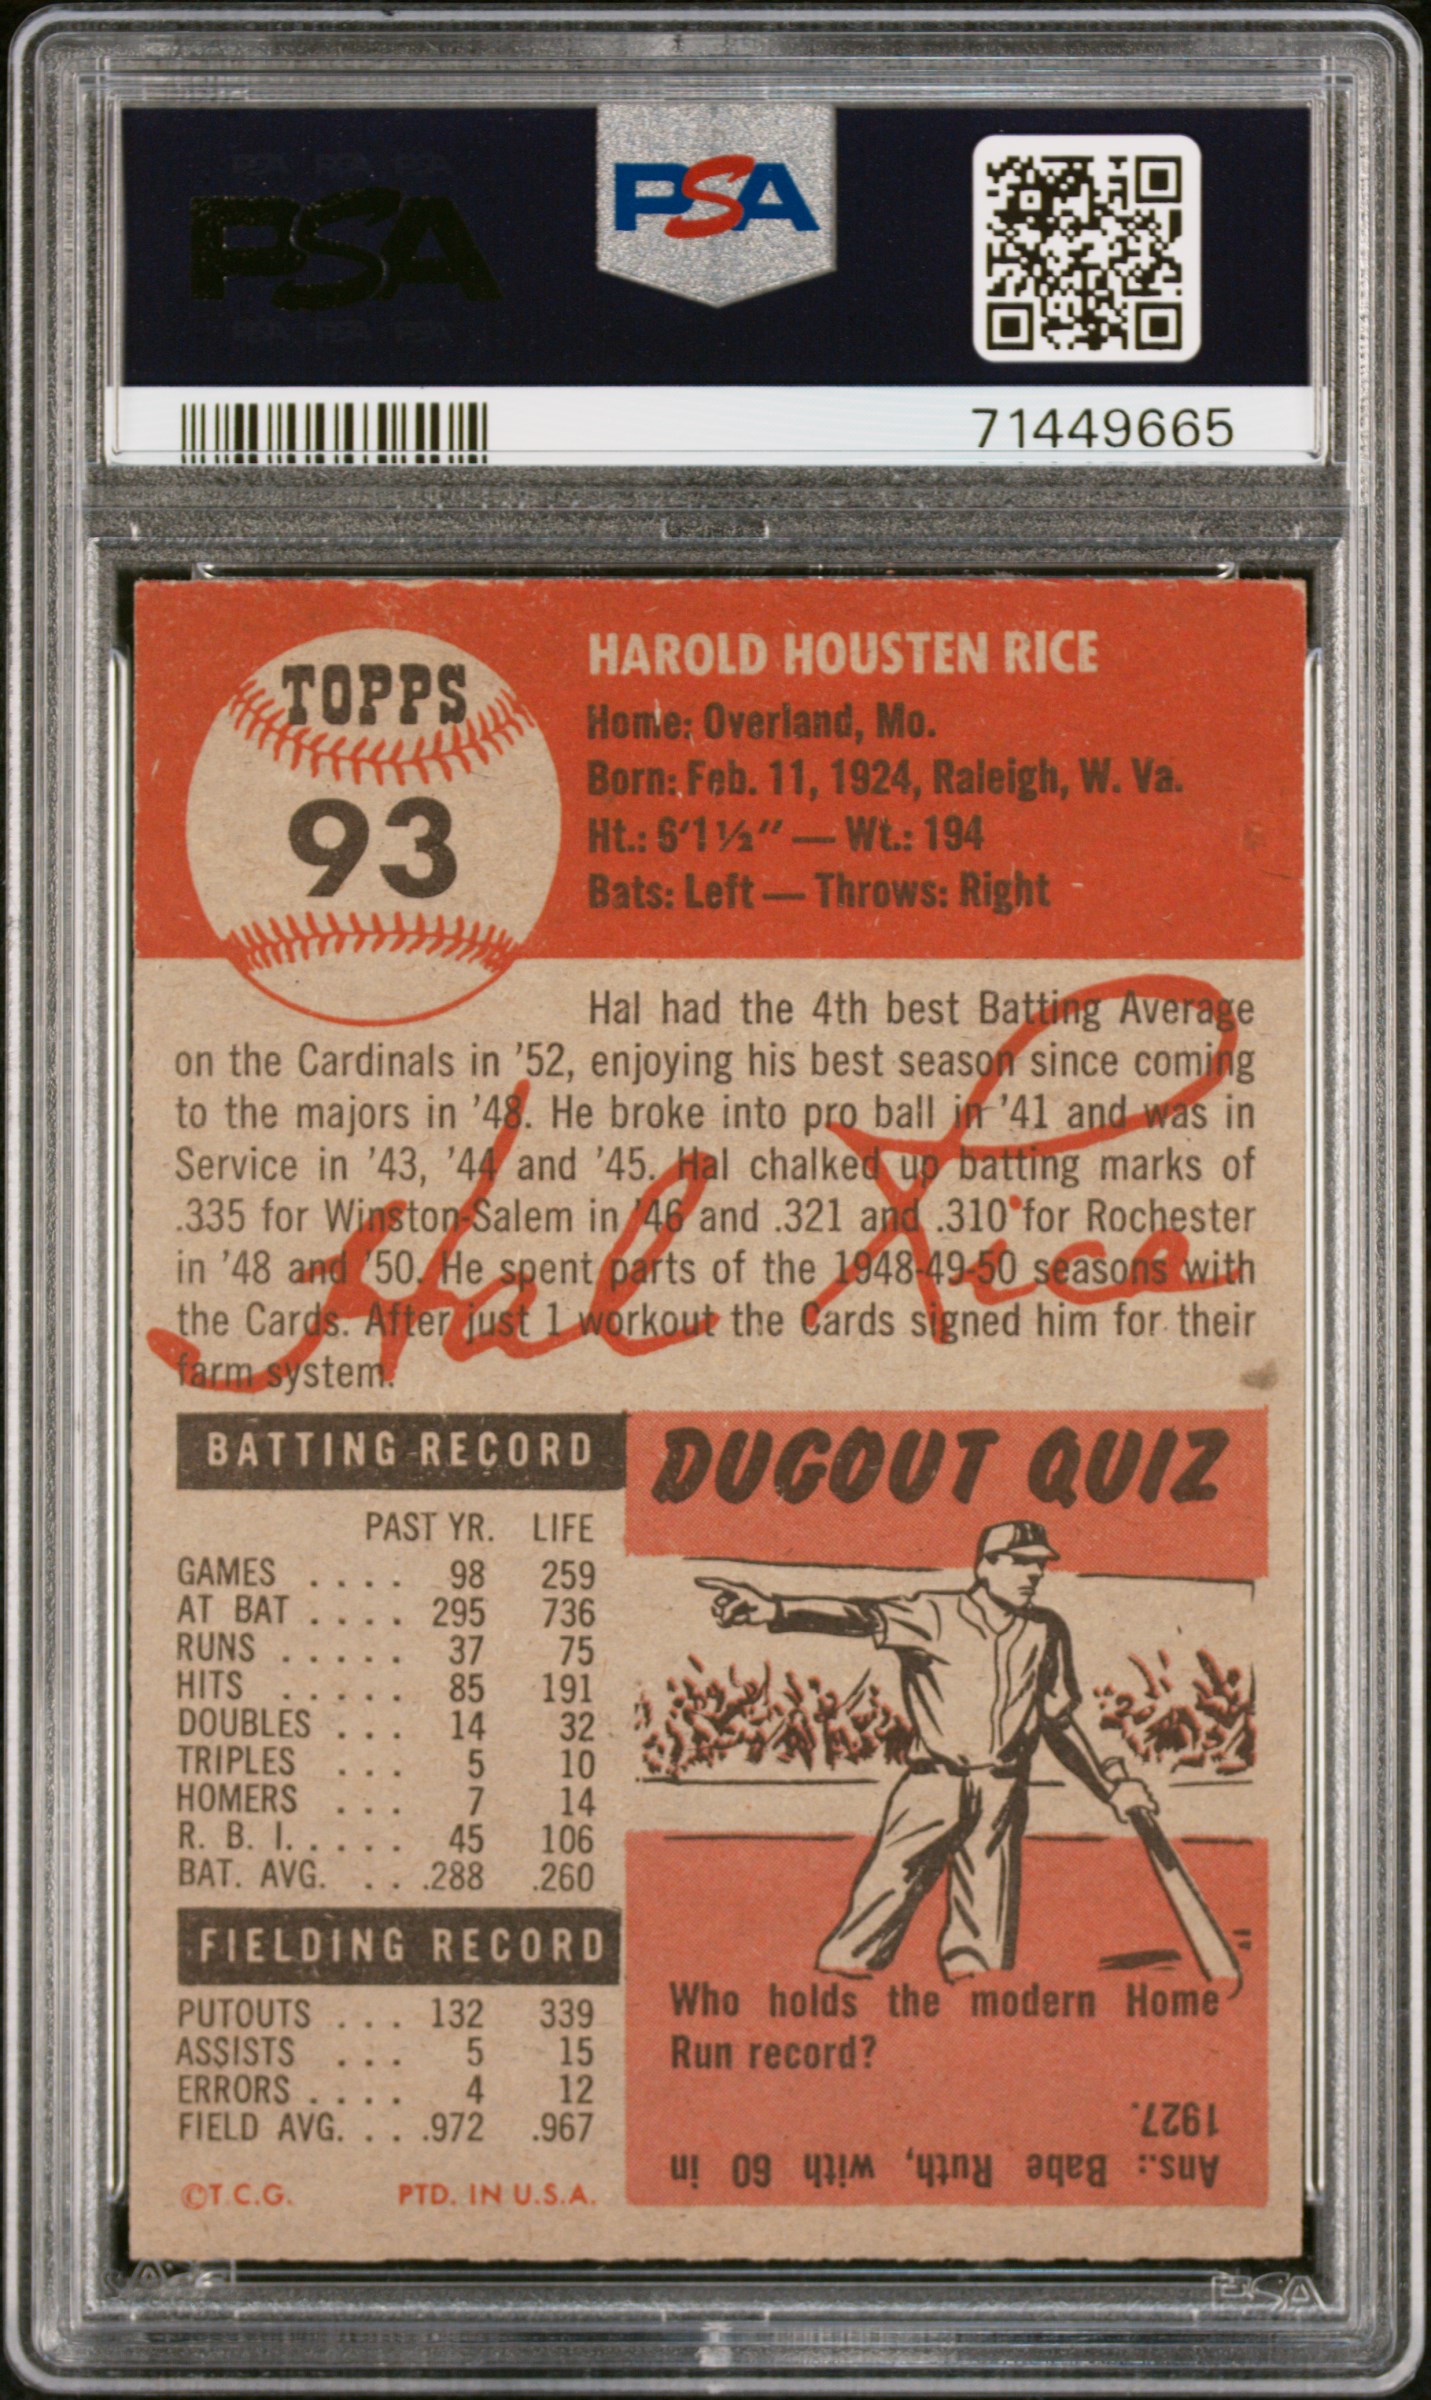 PSA
PSA
71449665
TOPPS
93
HAROLD HOUSTEN RICE
Home: Overland, Mo.
Born: Feb. 11, 1924, Raleigh, W. Va.
Ht.: 6'1½" — Wt.: 194
Bats: Left — Throws: Right
Hal had the 4th best Batting Average
on the Cardinals in '52, enjoying his best season since coming
to the majors in '48. He broke into pro ball in '41 and was in
Service in '43, '44 and '45. Hal chalked up batting marks of
.335 for Winston-Salem in '46 and .321 and .310 for Rochester
in '48 and '50. He spent parts of the 1948-49-50 seasons with
the Cards. After just 1 workout the Cards signed him for their
farm system.
Hal Rice
BATTING RECORD
PAST YR. LIFE
GAMES .... 98 259
AT BAT .... 295 736
RUNS ..... 37 75
HITS ..... 85 191
DOUBLES ... 14 32
TRIPLES ... 5 10
HOMERS ... 7 14
R. B. I. .... 45 106
BAT. AVG. ... .288 .260
FIELDING RECORD
PUTOUTS ... 132 339
ASSISTS ... 5 15
ERRORS .... 4 12
FIELD AVG. ... .972 .967
©T.C.G. PTD. IN U.S.A.
DUGOUT QUIZ
Who holds the modern Home
Run record?
Ans.: Babe Ruth, with 60 in
1927.
PSA